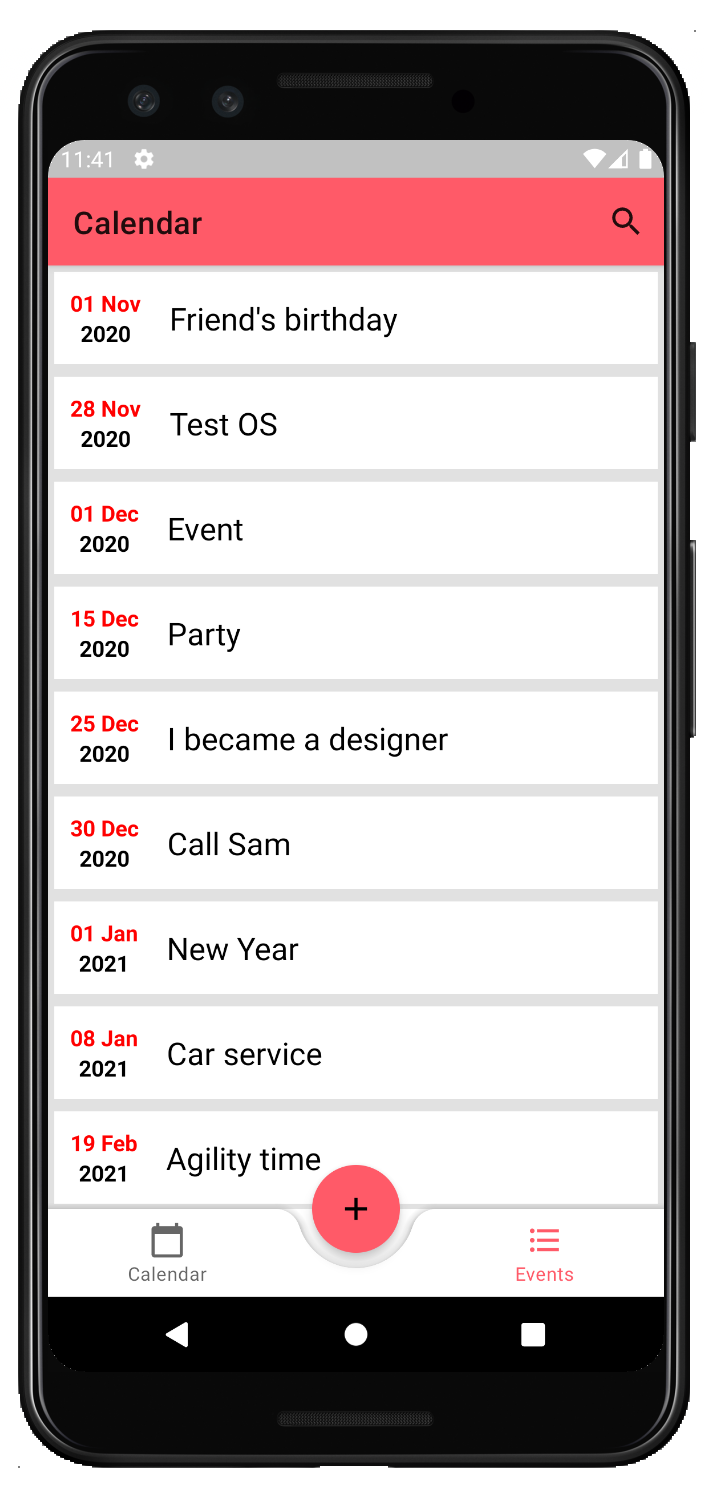 11:41
Calendar
01 Nov
2020
Friend's birthday
28 Nov
2020
Test OS
01 Dec
2020
Event
15 Dec
2020
Party
25 Dec
2020
I became a designer
30 Dec
2020
Call Sam
01 Jan
2021
New Year
08 Jan
2021
Car service
19 Feb
2021
Agility time
+
Calendar
Events